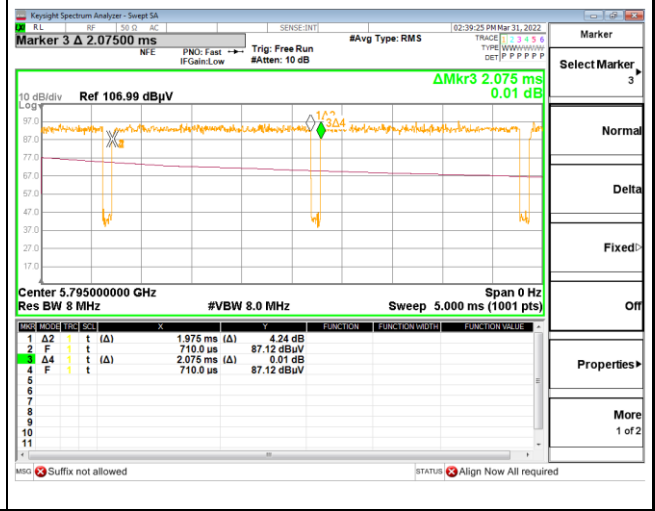 Keysight Spectrum Analyzer - Swept SA
RL RF 50 Ω AC SENSE:INT 02:39:25 PM Mar 31, 2022
Marker 3 Δ 2.07500 ms #Avg Type: RMS TRACE 1 2 3 4 5 6
NFE PNO: Fast Trig: Free Run TYPE WWWWWW
IFGain:Low #Atten: 10 dB DET P P P P P P
ΔMkr3 2.075 ms
0.01 dB
10 dB/div Ref 106.99 dBµV
Log
97.0
87.0
77.0
67.0
57.0
47.0
37.0
27.0
17.0
1Δ2
3Δ4
Center 5.795000000 GHz Span 0 Hz
Res BW 8 MHz #VBW 8.0 MHz Sweep 5.000 ms (1001 pts)
MKR MODE TRC SCL X Y FUNCTION FUNCTION WIDTH FUNCTION VALUE
1 Δ2 1 t (Δ) 1.975 ms (Δ) 4.24 dB
2 F 1 t 710.0 µs 87.12 dBµV
3 Δ4 1 t (Δ) 2.075 ms (Δ) 0.01 dB
4 F 1 t 710.0 µs 87.12 dBµV
5
6
7
8
9
10
11
MSG Suffix not allowed STATUS Align Now All required
Marker
Select Marker
3
Normal
Delta
Fixed
Off
Properties
More
1 of 2